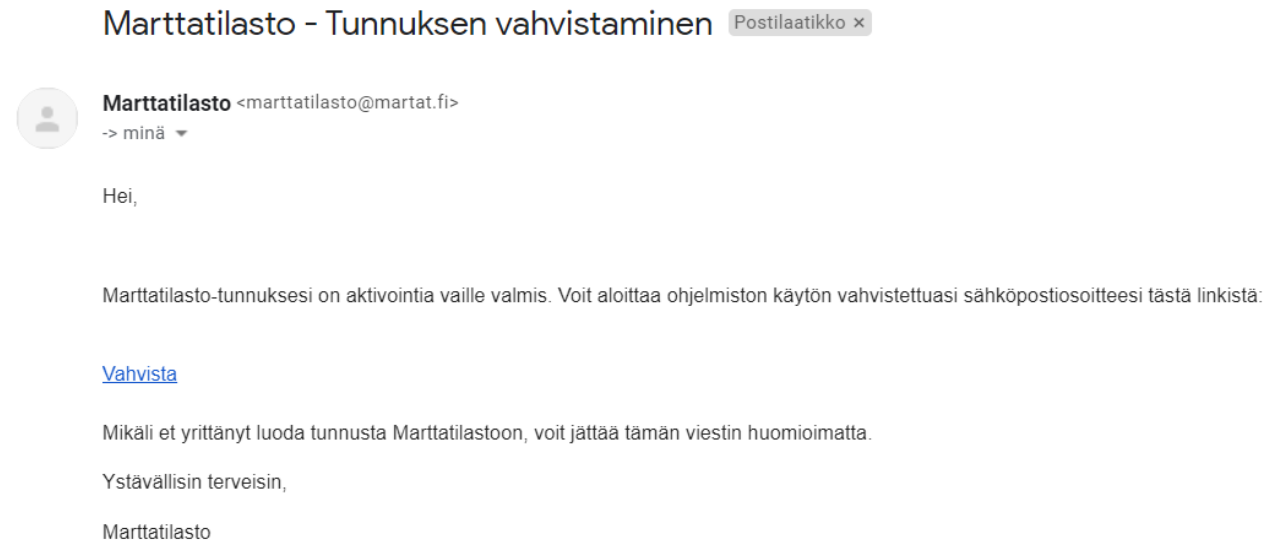 Marttatilasto - Tunnuksen vahvistaminen Postilaatikko ×
Marttatilasto <marttatilasto@martat.fi>
-> minä
Hei,
Marttatilasto-tunnuksesi on aktivointia vaille valmis. Voit aloittaa ohjelmiston käytön vahvistettuasi sähköpostiosoitteesi tästä linkistä:
Vahvista
Mikäli et yrittänyt luoda tunnusta Marttatilastoon, voit jättää tämän viestin huomioimatta.
Ystävällisin terveisin,
Marttatilasto